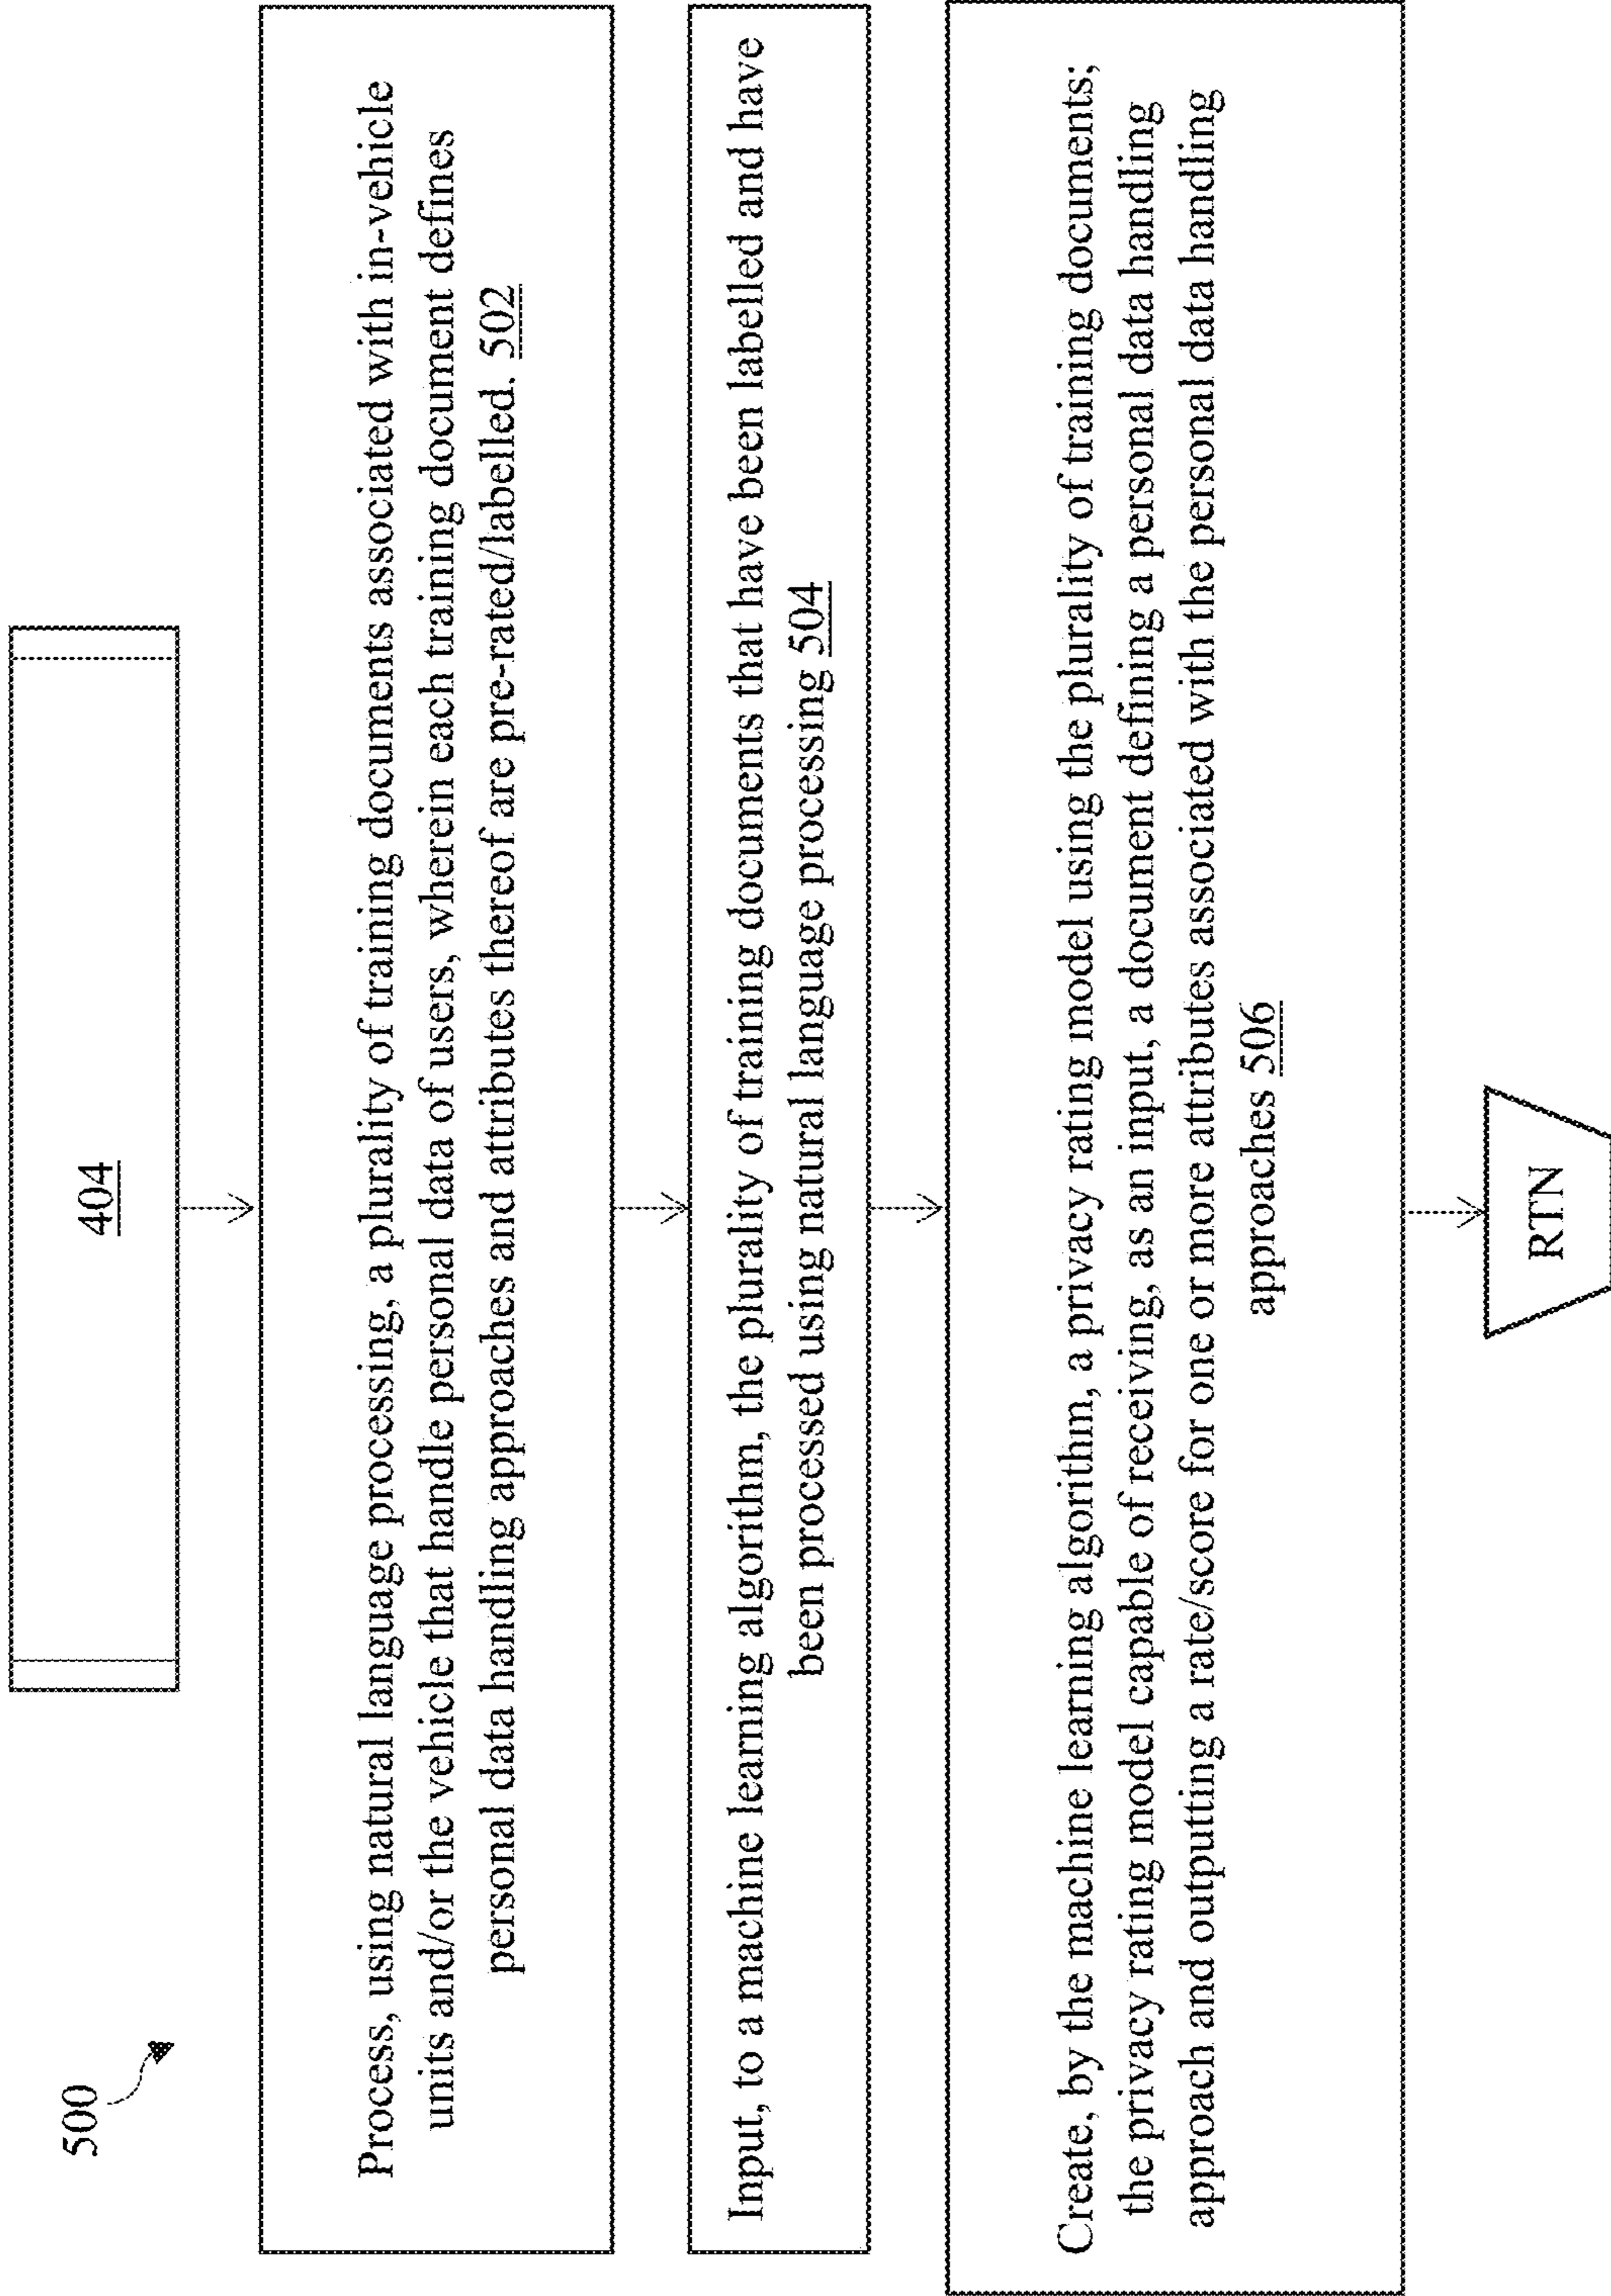 500
404
Process, using natural language processing, a plurality of training documents associated with in-vehicle
units and/or the vehicle that handle personal data of users, wherein each training document defines
personal data handling approaches and attributes thereof are pre-rated/labelled. 502
Input, to a machine learning algorithm, the plurality of training documents that have been labelled and have
been processed using natural language processing 504
Create, by the machine learning algorithm, a privacy rating model using the plurality of training documents;
the privacy rating model capable of receiving, as an input, a document defining a personal data handling
approach and outputting a rate/score for one or more attributes associated with the personal data handling
approaches 506
RTN